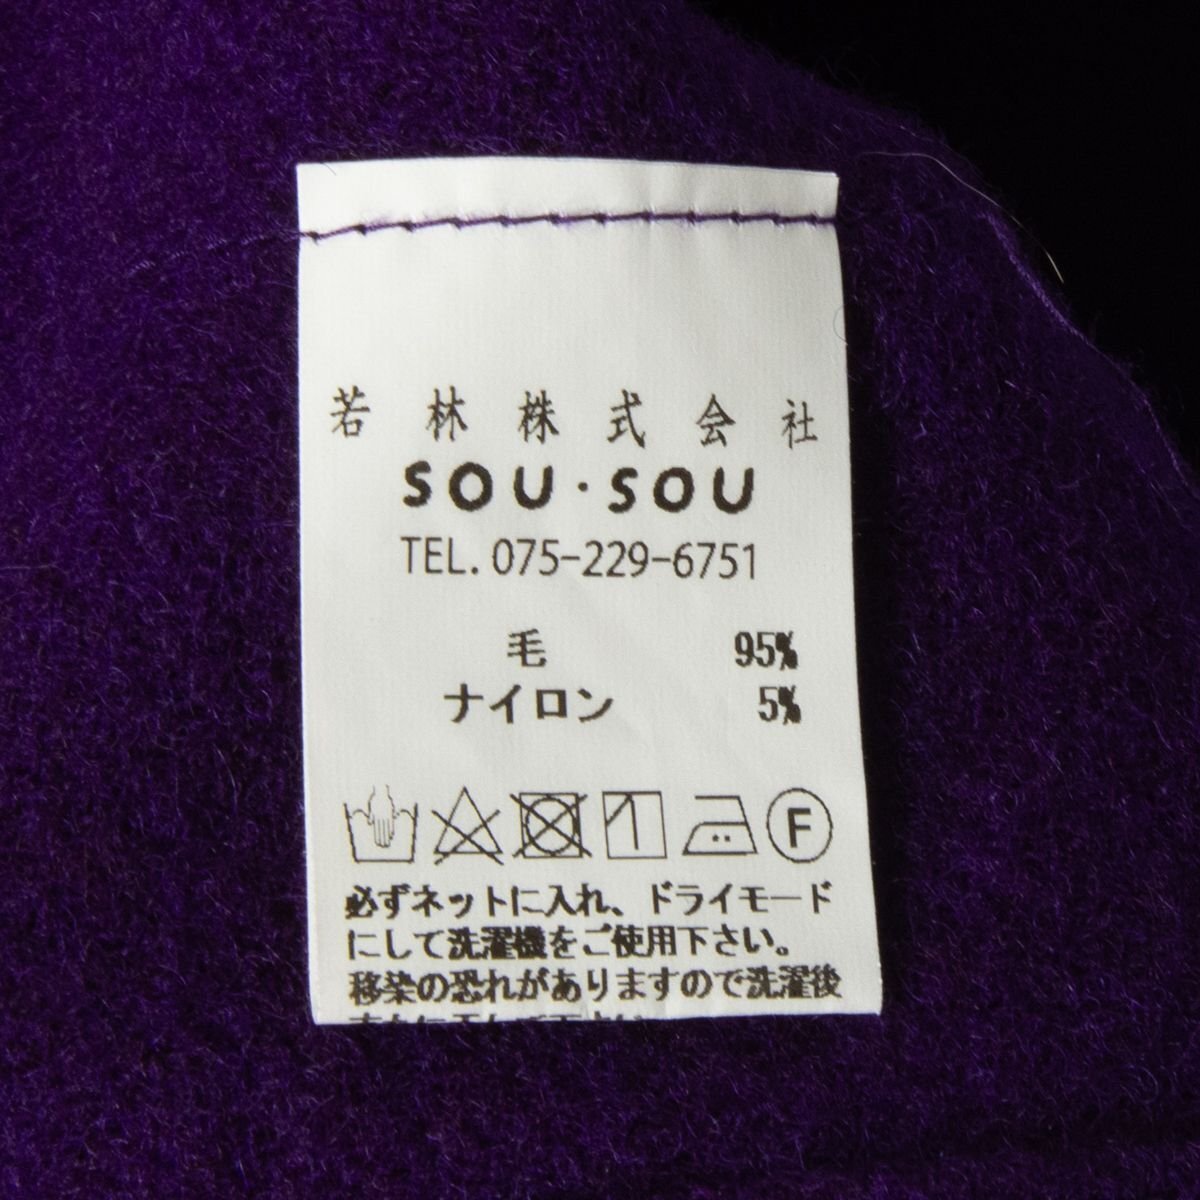 若林株式会社
SOU・SOU
TEL. 075-229-6751
毛 95%
ナイロン 5%
F
必ずネットに入れ、ドライモード
にして洗濯機をご使用下さい。
移染の恐れがありますので洗濯後